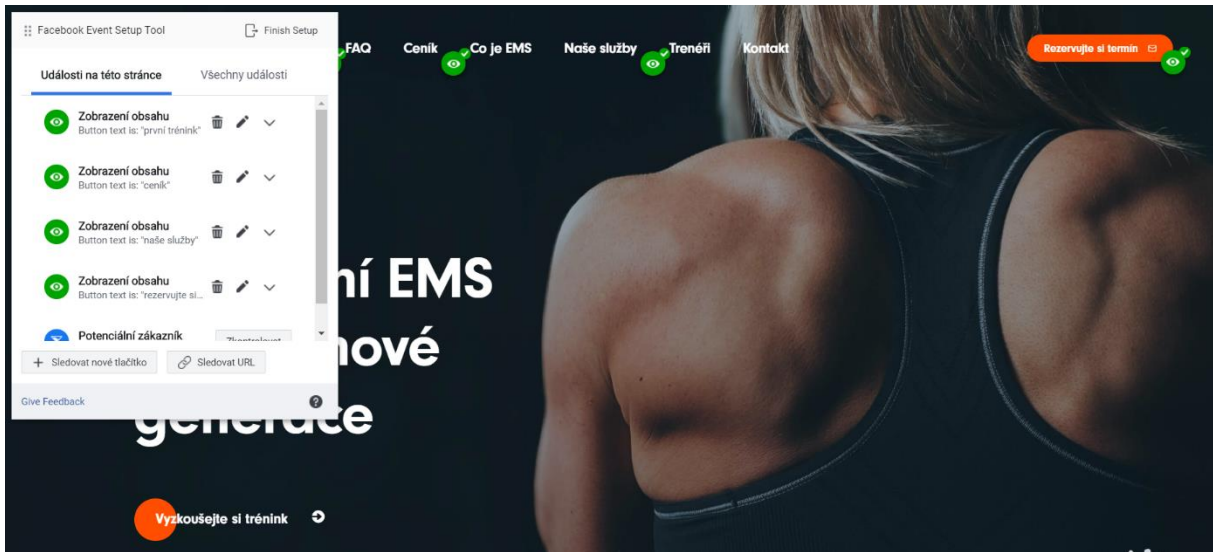 Facebook Event Setup Tool
Finish Setup
Události na této stránce
Všechny události
Zobrazení obsahu
Button text is: "první trénink"
Zobrazení obsahu
Button text is: "ceník"
Zobrazení obsahu
Button text is: "naše služby"
Zobrazení obsahu
Button text is: "rezervujte si...
Potenciální zákazník
Zkontrolovat
+ Sledovat nové tlačítko
Sledovat URL
Give Feedback
FAQ Ceník Co je EMS Naše služby Trenéři Kontakt
Rezervujte si termín
ní EMS
nové
generace
Vyzkoušejte si trénink